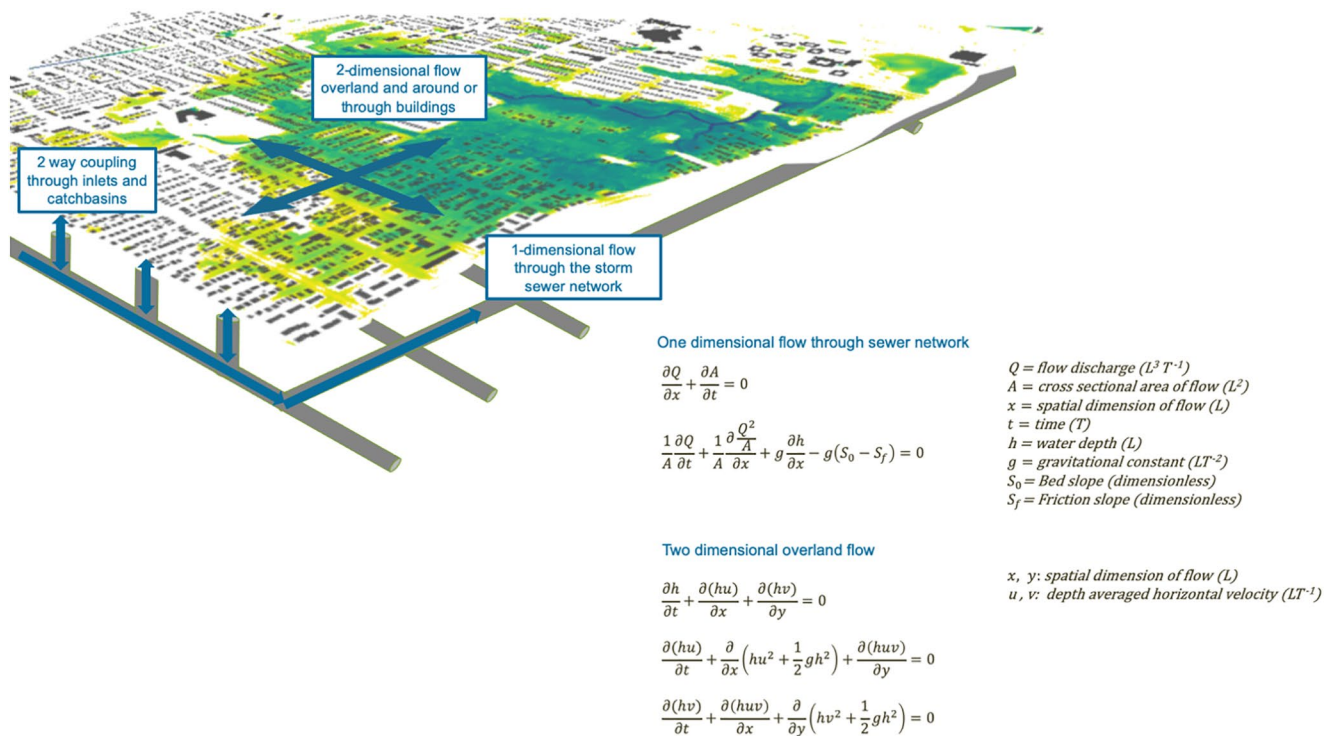 2-dimensional flow
overland and around or
through buildings
2 way coupling
through inlets and
catchbasins
1-dimensional flow
through the storm
sewer network
One dimensional flow through sewer network
∂Q/∂x + ∂A/∂t = 0
1/A ∂Q/∂t + 1/A ∂(Q²/A)/∂x + g ∂h/∂x − g(S₀ − S_f) = 0
Q = flow discharge (L³ T⁻¹)
A = cross sectional area of flow (L²)
x = spatial dimension of flow (L)
t = time (T)
h = water depth (L)
g = gravitational constant (LT⁻²)
S₀ = Bed slope (dimensionless)
S_f = Friction slope (dimensionless)
Two dimensional overland flow
∂h/∂t + ∂(hu)/∂x + ∂(hv)/∂y = 0
∂(hu)/∂t + ∂/∂x (hu² + 1/2 gh²) + ∂(huv)/∂y = 0
∂(hv)/∂t + ∂(huv)/∂x + ∂/∂y (hv² + 1/2 gh²) = 0
x, y: spatial dimension of flow (L)
u, v: depth averaged horizontal velocity (LT⁻¹)